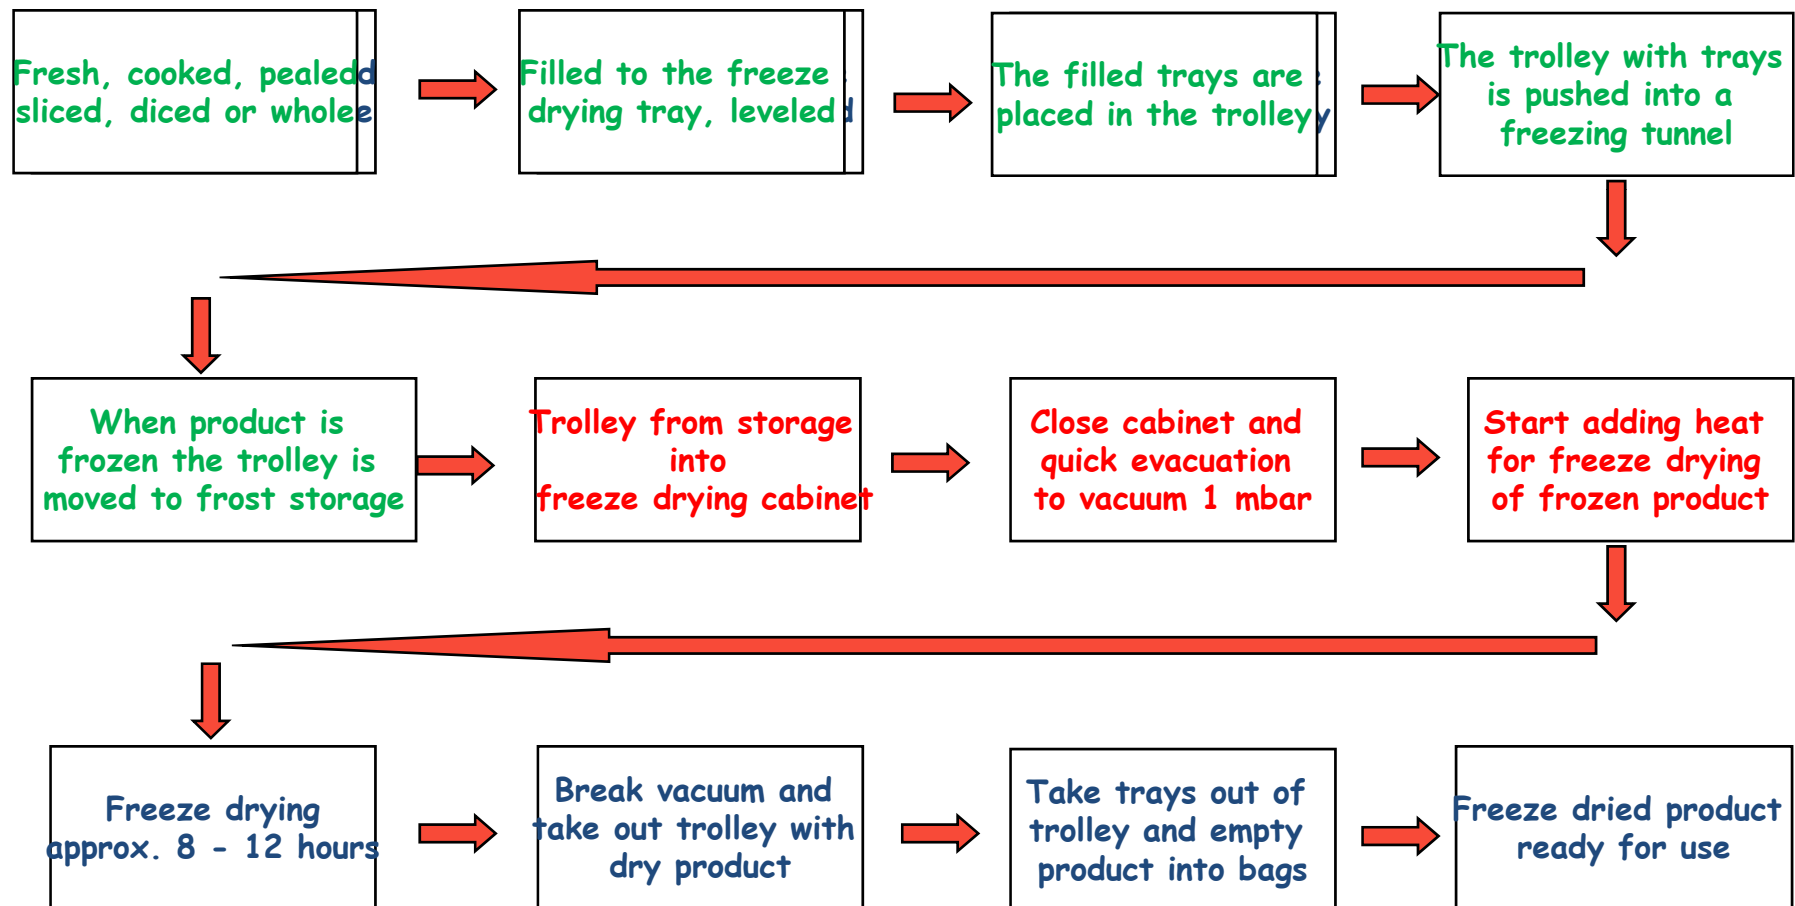 Fresh, cooked, pealed
sliced, diced or whole
Filled to the freeze
drying tray, leveled
The filled trays are
placed in the trolley
The trolley with trays
is pushed into a
freezing tunnel
When product is
frozen the trolley is
moved to frost storage
Trolley from storage
into
freeze drying cabinet
Close cabinet and
quick evacuation
to vacuum 1 mbar
Start adding heat
for freeze drying
of frozen product
Freeze drying
approx. 8 - 12 hours
Break vacuum and
take out trolley with
dry product
Take trays out of
trolley and empty
product into bags
Freeze dried product
ready for use